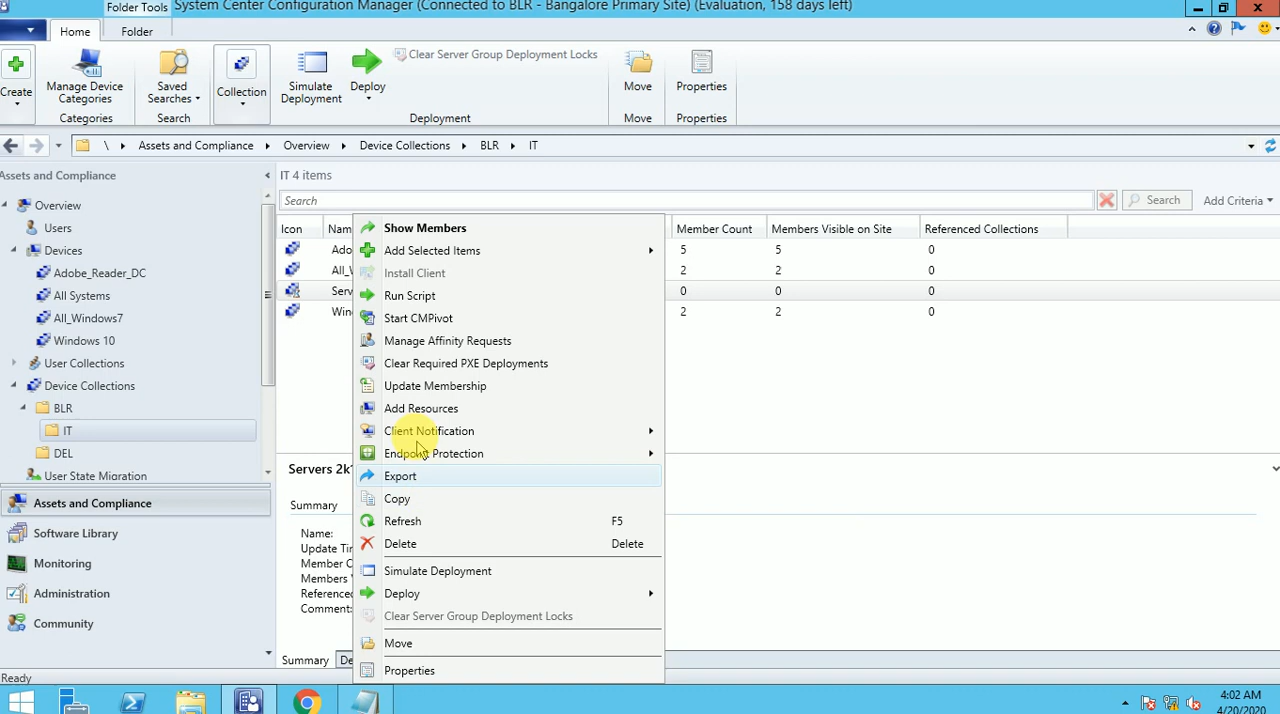 Folder Tools
System Center Configuration Manager (Connected to BLR - Bangalore Primary Site) (Evaluation, 158 days left)
Home
Folder
Create
Manage Device
Categories
Categories
Saved
Searches
Search
Collection
Simulate
Deployment
Deploy
Clear Server Group Deployment Locks
Deployment
Move
Move
Properties
Properties
\ Assets and Compliance Overview Device Collections BLR IT
Assets and Compliance
Overview
Users
Devices
Adobe_Reader_DC
All Systems
All_Windows7
Windows 10
User Collections
Device Collections
BLR
IT
DEL
User State Migration
Assets and Compliance
Software Library
Monitoring
Administration
Community
IT 4 items
Search
Search
Add Criteria
Icon Member Count Members Visible on Site Referenced Collections
5 5 0
2 2 0
0 0 0
2 2 0
Show Members
Add Selected Items
Install Client
Run Script
Start CMPivot
Manage Affinity Requests
Clear Required PXE Deployments
Update Membership
Add Resources
Client Notification
Endpoint Protection
Export
Copy
Refresh F5
Delete Delete
Simulate Deployment
Deploy
Clear Server Group Deployment Locks
Move
Properties
Servers
Summary
Name:
Comments:
Summary
Ready
4:02 AM
4/20/2020